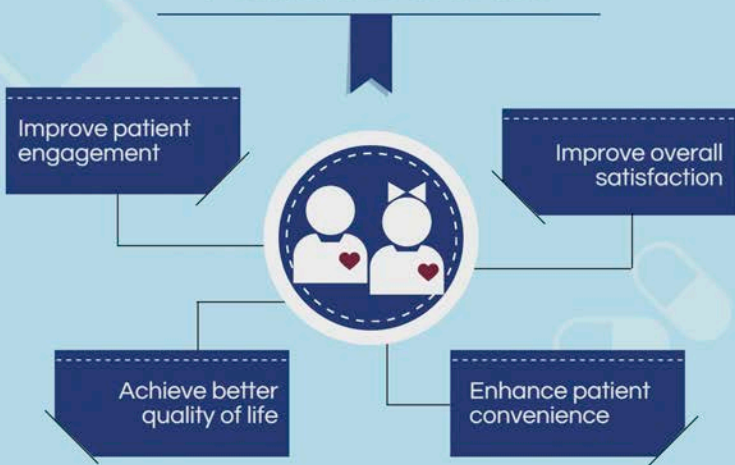 Improve patient
engagement
Improve overall
satisfaction
Achieve better
quality of life
Enhance patient
convenience